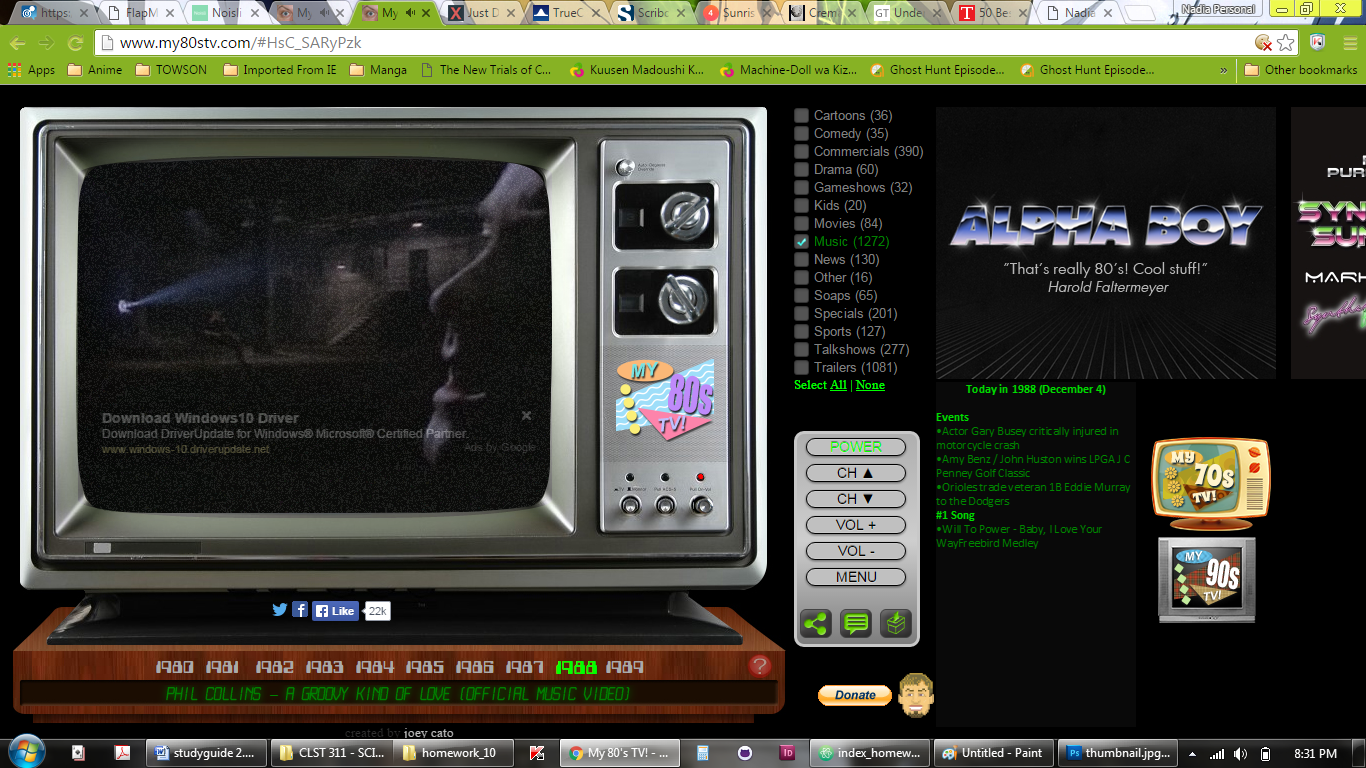 https:
FlapM
Noisli
My
My
Just D
TrueC
Scribd
Sunris
Crem
Unde
50 Be
Nadia
Nadia Personal
www.my80stv.com/#HsC_SARyPzk
Apps
Anime
TOWSON
Imported From IE
Manga
The New Trials of C...
Kuusen Madoushi K...
Machine-Doll wa Kiz...
Ghost Hunt Episode...
Ghost Hunt Episode...
»
Other bookmarks
Download Windows10 Driver
Download DriverUpdate for Windows® Microsoft® Certified Partner.
www.windows-10.driverupdate.net
Ads by Google
MY 80s TV!
Cartoons (36)
Comedy (35)
Commercials (390)
Drama (60)
Gameshows (32)
Kids (20)
Movies (84)
Music (1272)
News (130)
Other (16)
Soaps (65)
Specials (201)
Sports (127)
Talkshows (277)
Trailers (1081)
Select All | None
POWER
CH ▲
CH ▼
VOL +
VOL -
MENU
Donate
ALPHA BOY
“That’s really 80’s! Cool stuff!”
Harold Faltermeyer
Today in 1988 (December 4)
Events
•Actor Gary Busey critically injured in
motorcycle crash
•Amy Benz / John Huston wins LPGA J C
Penney Golf Classic
•Orioles trade veteran 1B Eddie Murray
to the Dodgers
#1 Song
•Will To Power - Baby, I Love Your
WayFreebird Medley
MY 70s TV!
MY 90s TV!
Like 22k
1980 1981 1982 1983 1984 1985 1986 1987 1988 1989
?
PHIL COLLINS - A GROOVY KIND OF LOVE (OFFICIAL MUSIC VIDEO)
created by joey cato
studyguide 2....
CLST 311 - SCI...
homework_10
My 80's TV! - ...
index_homew...
Untitled - Paint
thumbnail.jpg...
8:31 PM